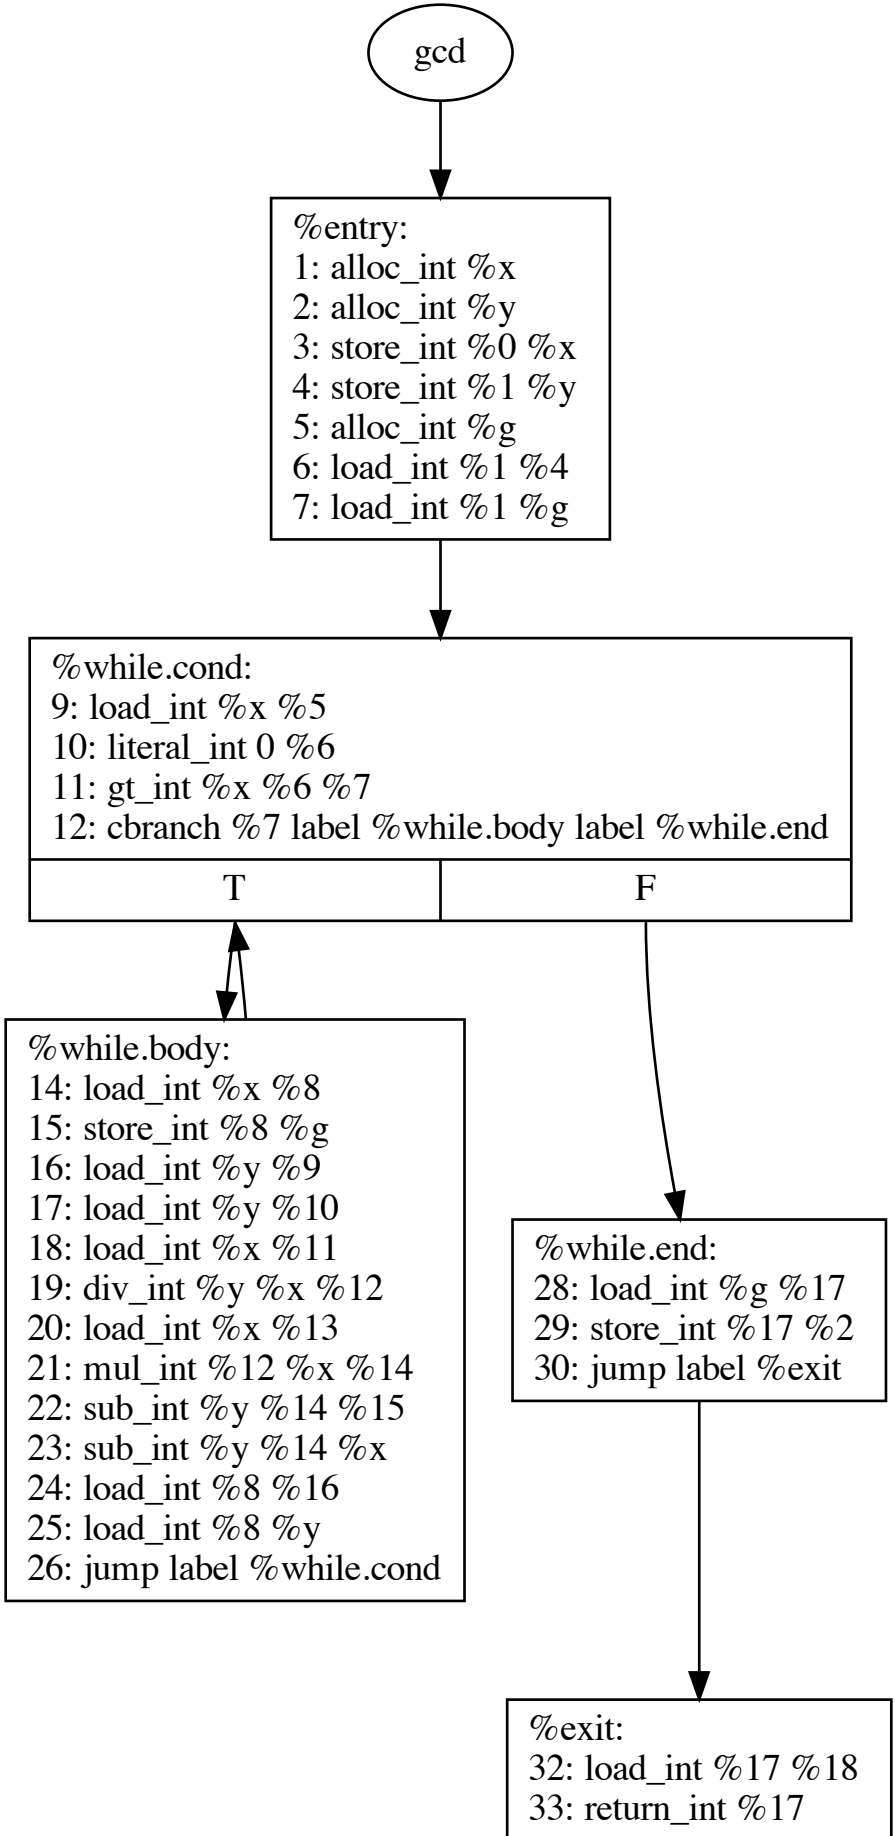 gcd
%entry:
1: alloc_int %x
2: alloc_int %y
3: store_int %0 %x
4: store_int %1 %y
5: alloc_int %g
6: load_int %1 %4
7: load_int %1 %g
%while.cond:
9: load_int %x %5
10: literal_int 0 %6
11: gt_int %x %6 %7
12: cbranch %7 label %while.body label %while.end
T
F
%while.body:
14: load_int %x %8
15: store_int %8 %g
16: load_int %y %9
17: load_int %y %10
18: load_int %x %11
19: div_int %y %x %12
20: load_int %x %13
21: mul_int %12 %x %14
22: sub_int %y %14 %15
23: sub_int %y %14 %x
24: load_int %8 %16
25: load_int %8 %y
26: jump label %while.cond
%while.end:
28: load_int %g %17
29: store_int %17 %2
30: jump label %exit
%exit:
32: load_int %17 %18
33: return_int %17